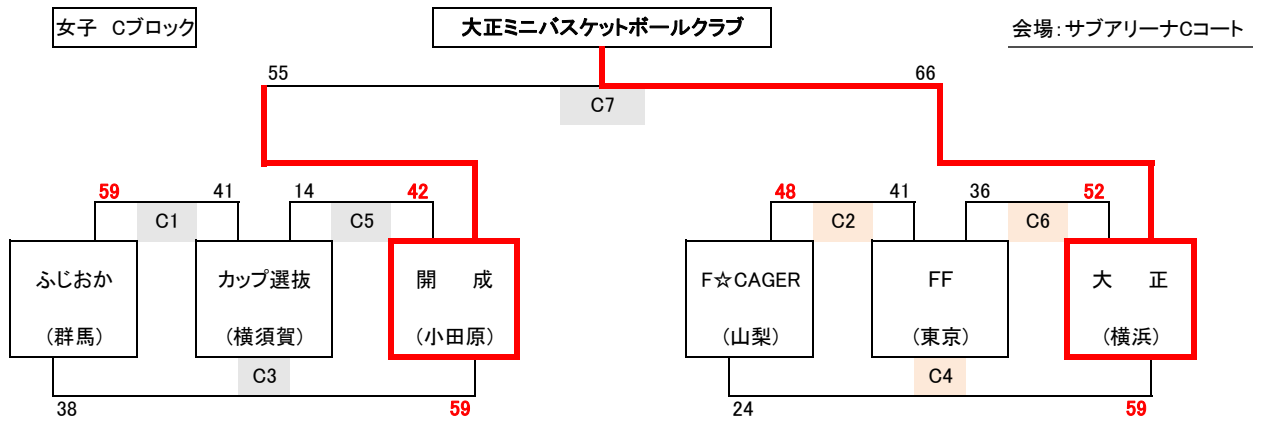 女子 Cブロック
大正ミニバスケットボールクラブ
会場：サブアリーナCコート
55
66
C7
59
41
14
42
48
41
36
52
C1
C5
C2
C6
ふじおか
カップ選抜
開 成
F☆CAGER
FF
大 正
（群馬）
（横須賀）
（小田原）
（山梨）
（東京）
（横浜）
C3
C4
38
59
24
59